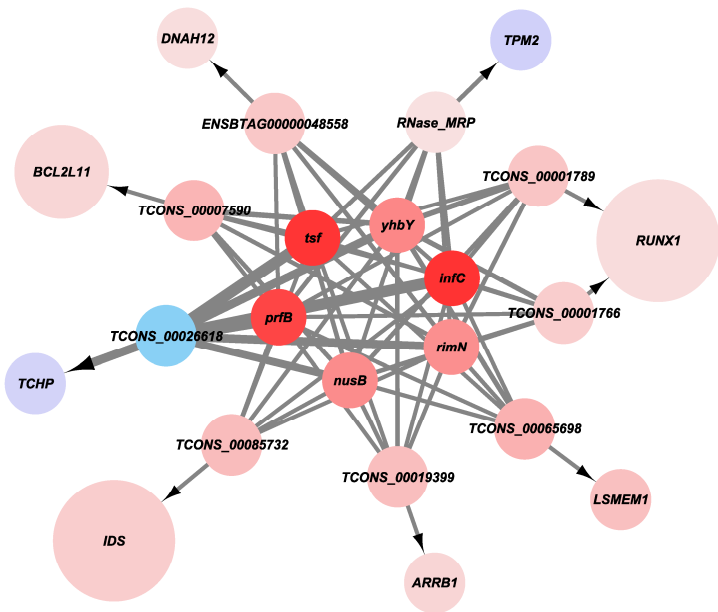 DNAH12
TPM2
ENSBTAG00000048558
RNase_MRP
BCL2L11
TCONS_00001789
TCONS_00007590
yhbY
tsf
RUNX1
infC
prfB
TCONS_00001766
TCONS_00026618
rimN
TCHP
nusB
TCONS_00085732
TCONS_00065698
TCONS_00019399
LSMEM1
IDS
ARRB1